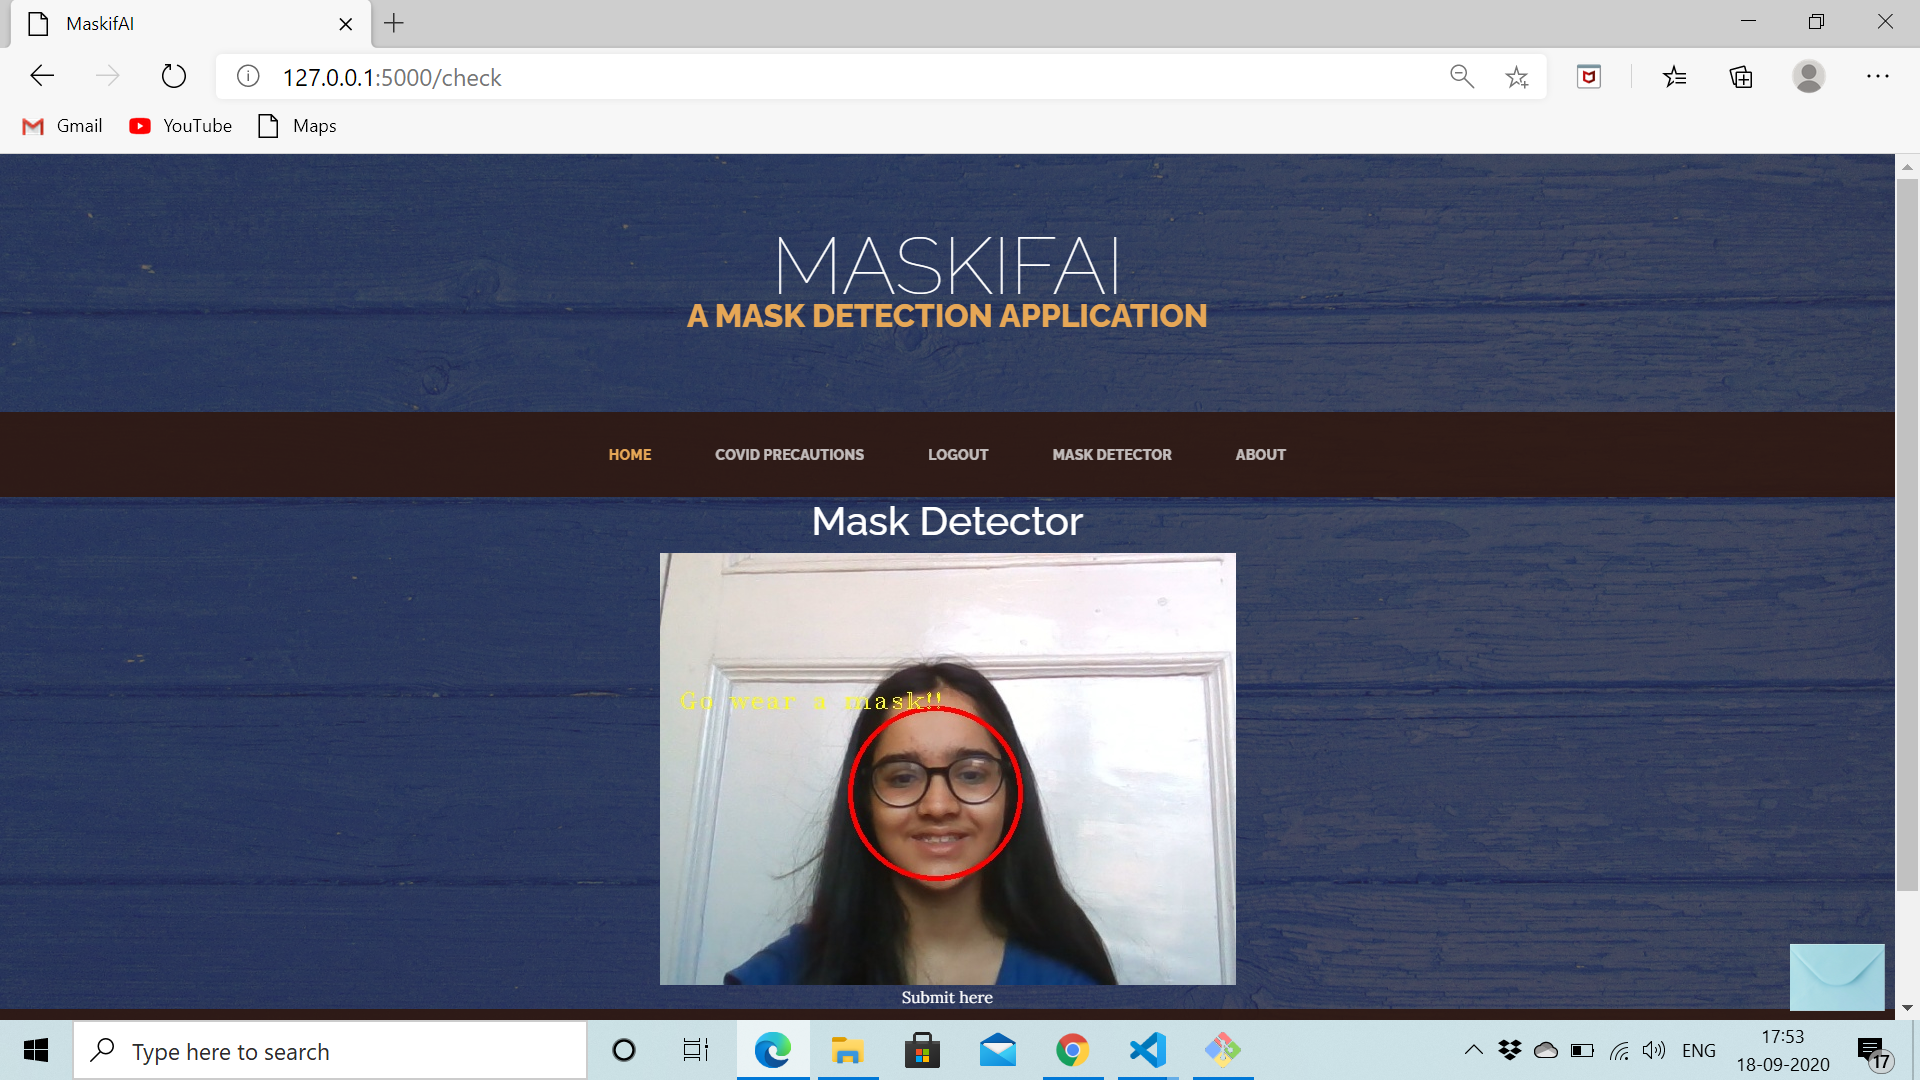 MaskifAI
127.0.0.1:5000/check
Gmail YouTube Maps
MASKIFAI
A MASK DETECTION APPLICATION
HOME COVID PRECAUTIONS LOGOUT MASK DETECTOR ABOUT
Mask Detector
Go wear a mask!!
Submit here
Type here to search
ENG
17:53
18-09-2020
17